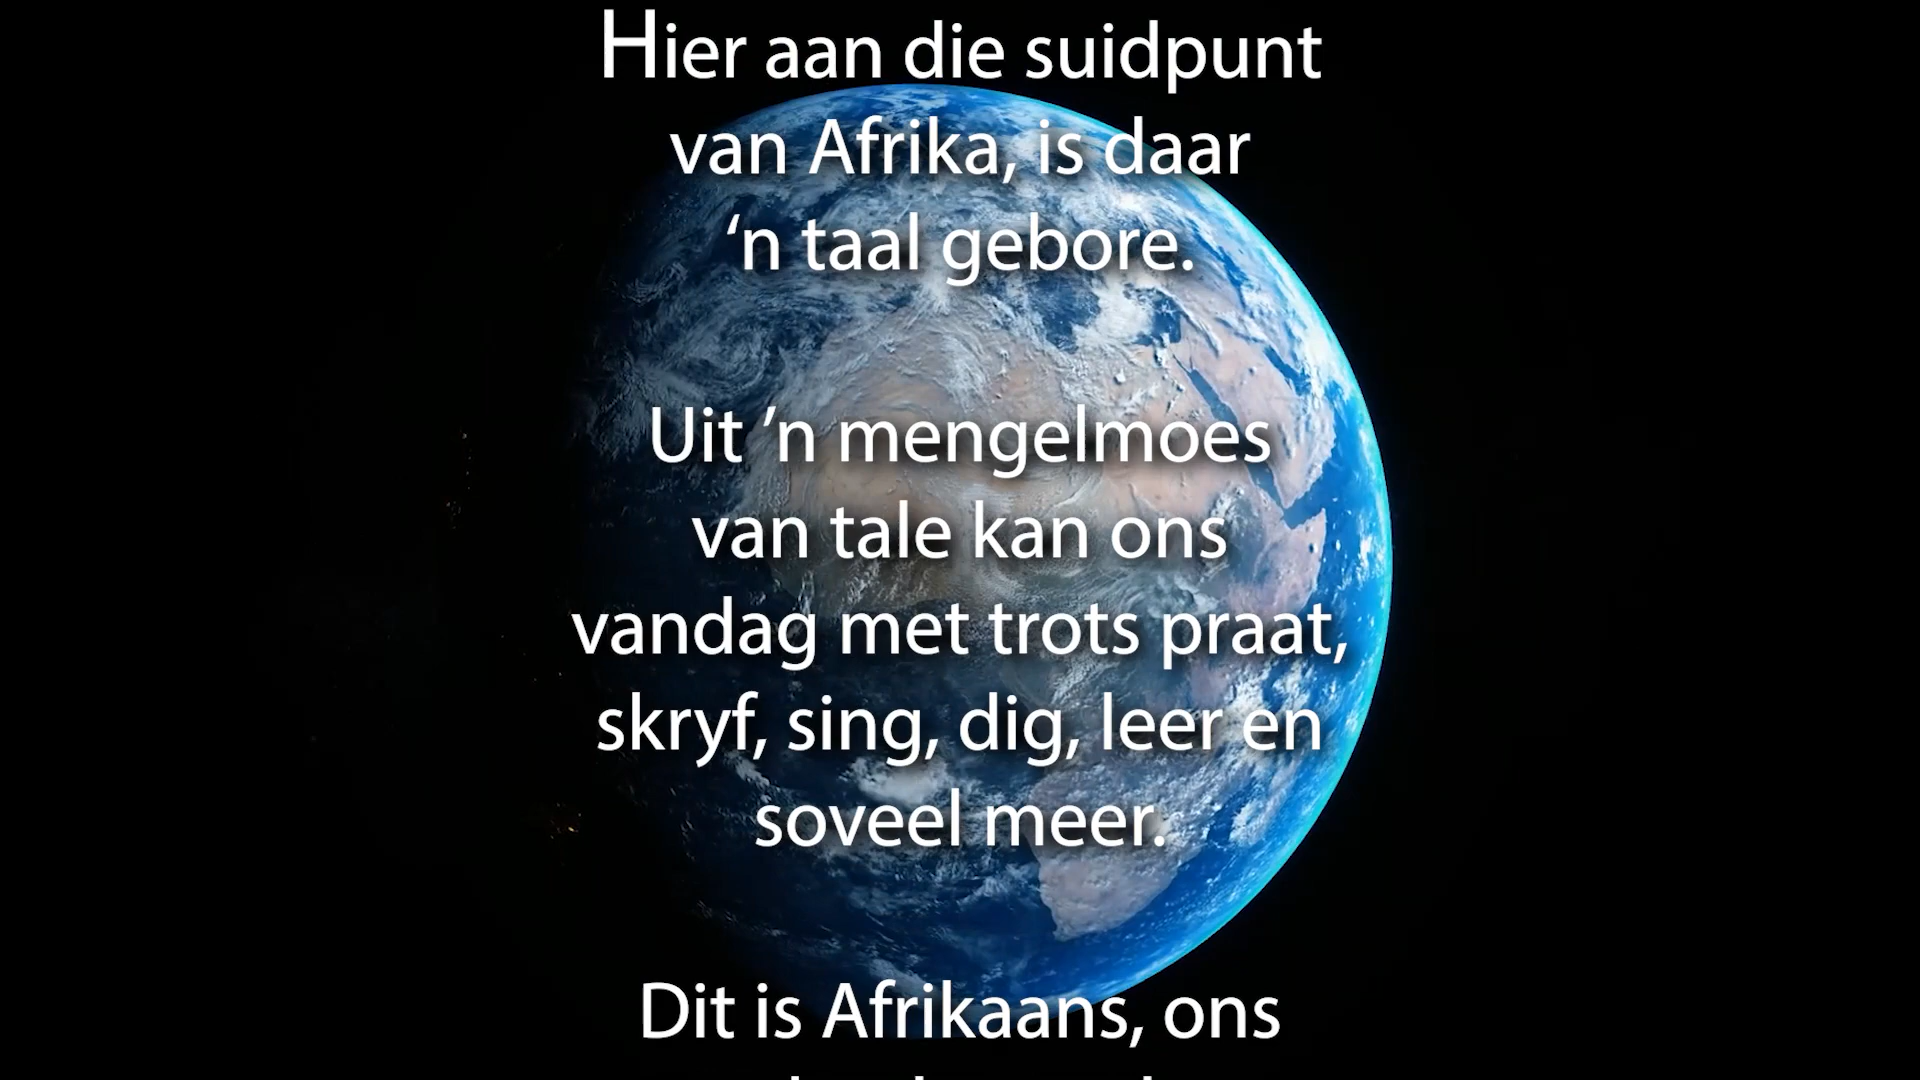 Hier aan die suidpunt
van Afrika, is daar
‘n taal gebore.
Uit ’n mengelmoes
van tale kan ons
vandag met trots praat,
skryf, sing, dig, leer en
soveel meer.
Dit is Afrikaans, ons